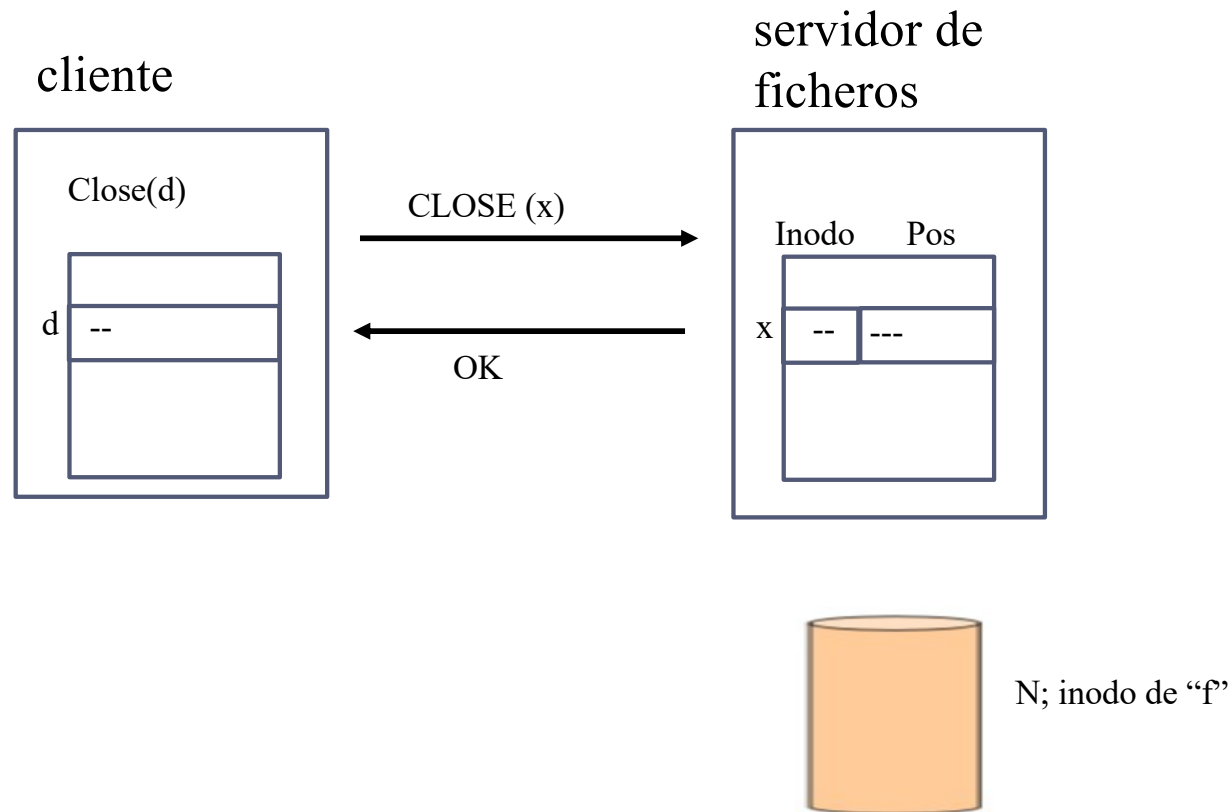 cliente
servidor de
ficheros
Close(d)
CLOSE (x)
Inodo Pos
d --
x -- ---
OK
N; inodo de “f”